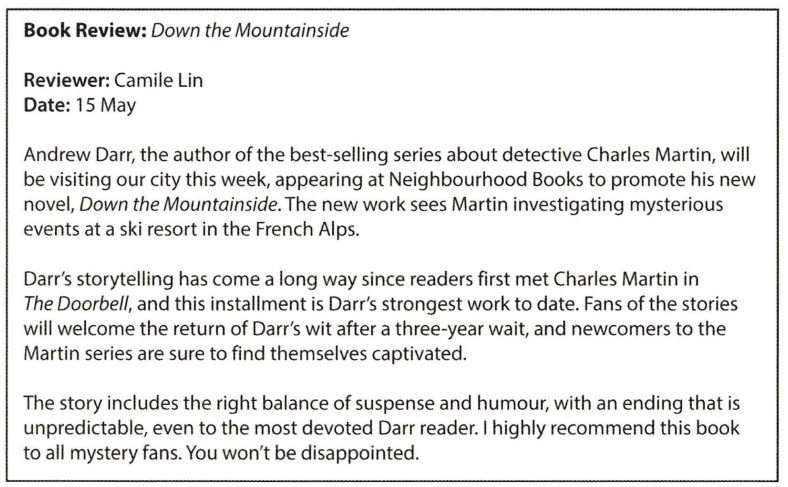 Book Review: Down the Mountainside
Reviewer: Camile Lin
Date: 15 May
Andrew Darr, the author of the best-selling series about detective Charles Martin, will
be visiting our city this week, appearing at Neighbourhood Books to promote his new
novel, Down the Mountainside. The new work sees Martin investigating mysterious
events at a ski resort in the French Alps.
Darr's storytelling has come a long way since readers first met Charles Martin in
The Doorbell, and this installment is Darr's strongest work to date. Fans of the stories
will welcome the return of Darr's wit after a three-year wait, and newcomers to the
Martin series are sure to find themselves captivated.
The story includes the right balance of suspense and humour, with an ending that is
unpredictable, even to the most devoted Darr reader. I highly recommend this book
to all mystery fans. You won't be disappointed.